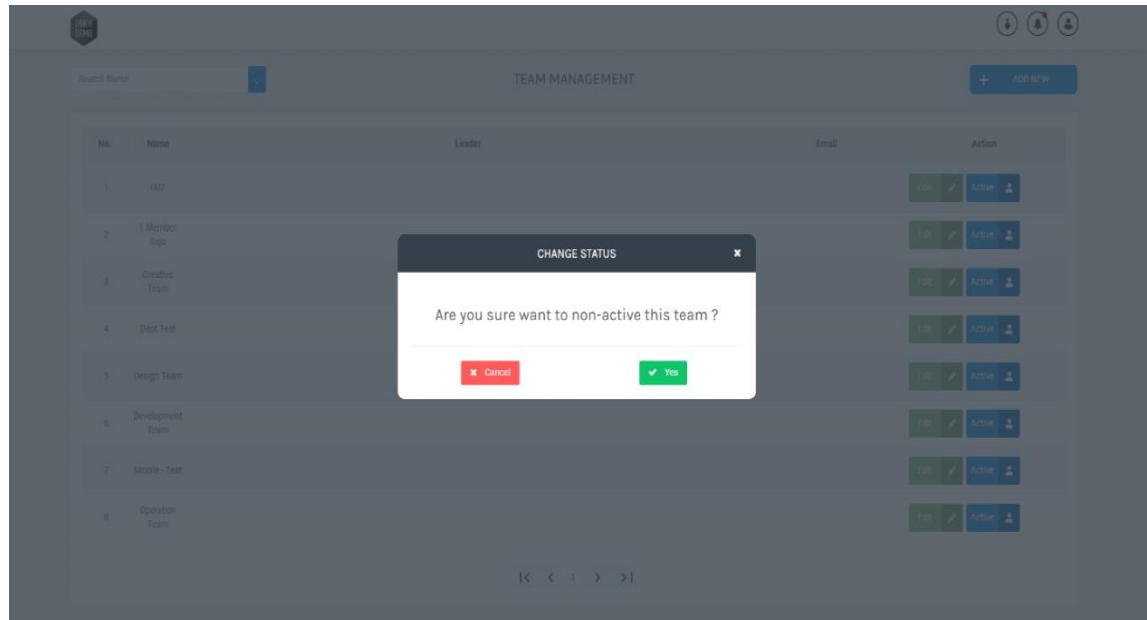 Search Name
TEAM MANAGEMENT
+ ADD NEW
No. Name Leader Email Action
1 Edit Active
2 1 Member Edit Active
3 Creative Team Edit Active
4 Dept Test Edit Active
5 Design Team Edit Active
6 Development Team Edit Active
7 Mobile - Test Edit Active
8 Operation Team Edit Active
1
CHANGE STATUS
Are you sure want to non-active this team ?
Cancel
Yes